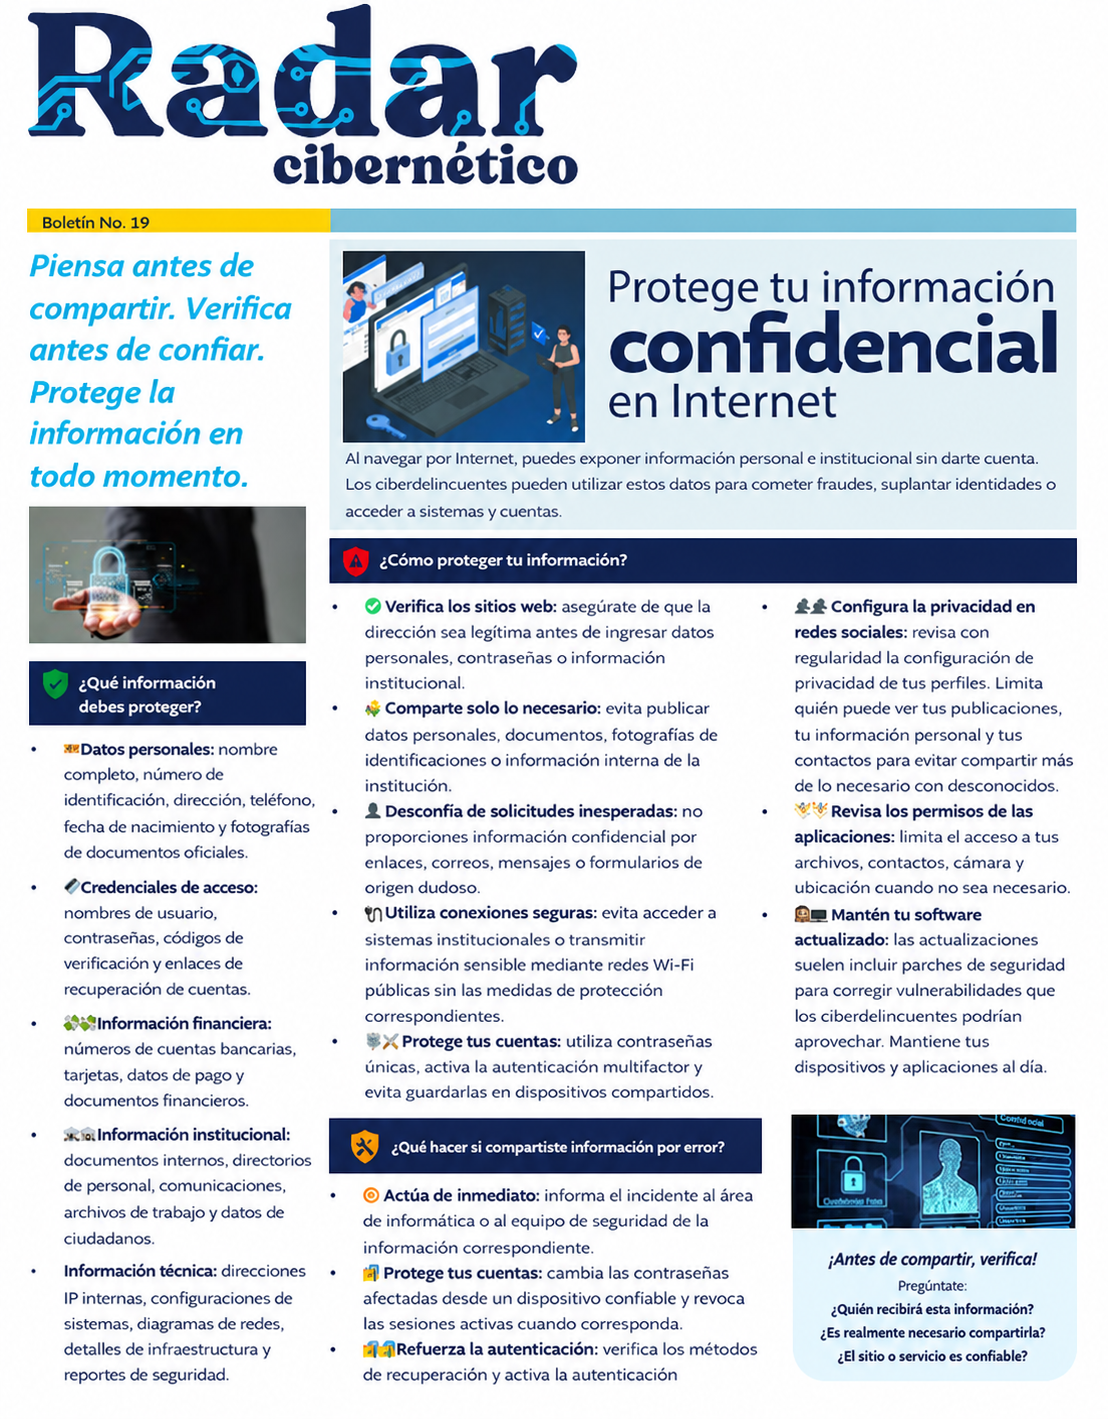 Radar
cibernético
Boletín No. 19
Piensa antes de
compartir. Verifica
antes de confiar.
Protege la
información en
todo momento.
¿Qué información
debes proteger?
• Datos personales: nombre
completo, número de
identificación, dirección, teléfono,
fecha de nacimiento y fotografías
de documentos oficiales.
• Credenciales de acceso:
nombres de usuario,
contraseñas, códigos de
verificación y enlaces de
recuperación de cuentas.
• Información financiera:
números de cuentas bancarias,
tarjetas, datos de pago y
documentos financieros.
• Información institucional:
documentos internos, directorios
de personal, comunicaciones,
archivos de trabajo y datos de
ciudadanos.
• Información técnica: direcciones
IP internas, configuraciones de
sistemas, diagramas de redes,
detalles de infraestructura y
reportes de seguridad.
Protege tu información
confidencial
en Internet
Al navegar por Internet, puedes exponer información personal e institucional sin darte cuenta.
Los ciberdelincuentes pueden utilizar estos datos para cometer fraudes, suplantar identidades o
acceder a sistemas y cuentas.
¿Cómo proteger tu información?
• Verifica los sitios web: asegúrate de que la
dirección sea legítima antes de ingresar datos
personales, contraseñas o información
institucional.
• Comparte solo lo necesario: evita publicar
datos personales, documentos, fotografías de
identificaciones o información interna de la
institución.
• Desconfía de solicitudes inesperadas: no
proporciones información confidencial por
enlaces, correos, mensajes o formularios de
origen dudoso.
• Utiliza conexiones seguras: evita acceder a
sistemas institucionales o transmitir
información sensible mediante redes Wi-Fi
públicas sin las medidas de protección
correspondientes.
• Protege tus cuentas: utiliza contraseñas
únicas, activa la autenticación multifactor y
evita guardarlas en dispositivos compartidos.
• Configura la privacidad en
redes sociales: revisa con
regularidad la configuración de
privacidad de tus perfiles. Limita
quién puede ver tus publicaciones,
tu información personal y tus
contactos para evitar compartir más
de lo necesario con desconocidos.
• Revisa los permisos de las
aplicaciones: limita el acceso a tus
archivos, contactos, cámara y
ubicación cuando no sea necesario.
• Mantén tu software
actualizado: las actualizaciones
suelen incluir parches de seguridad
para corregir vulnerabilidades que
los ciberdelincuentes podrían
aprovechar. Mantiene tus
dispositivos y aplicaciones al día.
¿Qué hacer si compartiste información por error?
• Actúa de inmediato: informa el incidente al área
de informática o al equipo de seguridad de la
información correspondiente.
• Protege tus cuentas: cambia las contraseñas
afectadas desde un dispositivo confiable y revoca
las sesiones activas cuando corresponda.
• Refuerza la autenticación: verifica los métodos
de recuperación y activa la autenticación
¡Antes de compartir, verifica!
Pregúntate:
¿Quién recibirá esta información?
¿Es realmente necesario compartirla?
¿El sitio o servicio es confiable?